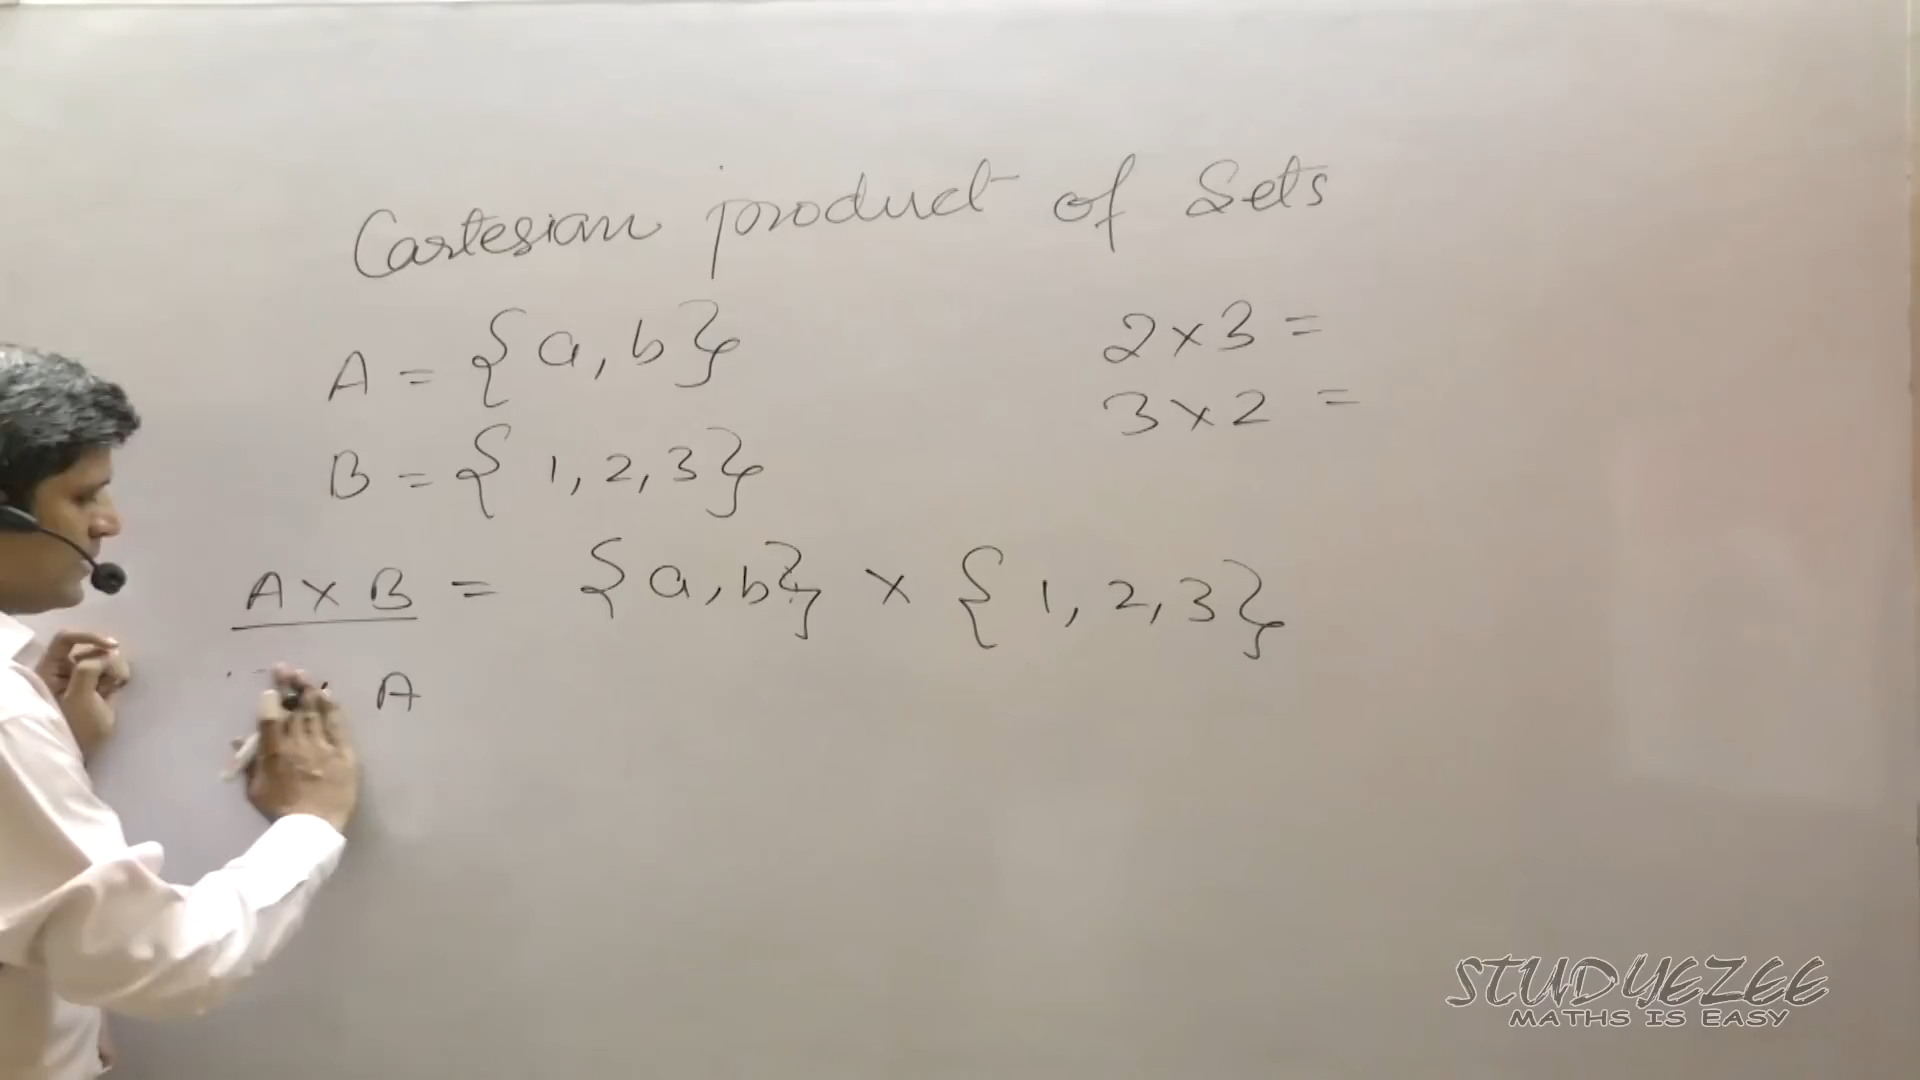 Cartesian product of Sets
A = {a, b}
B = {1, 2, 3}
2 x 3 =
3 x 2 =
A X B = {a, b} x {1, 2, 3}
A
STUDYEZEE
MATHS IS EASY